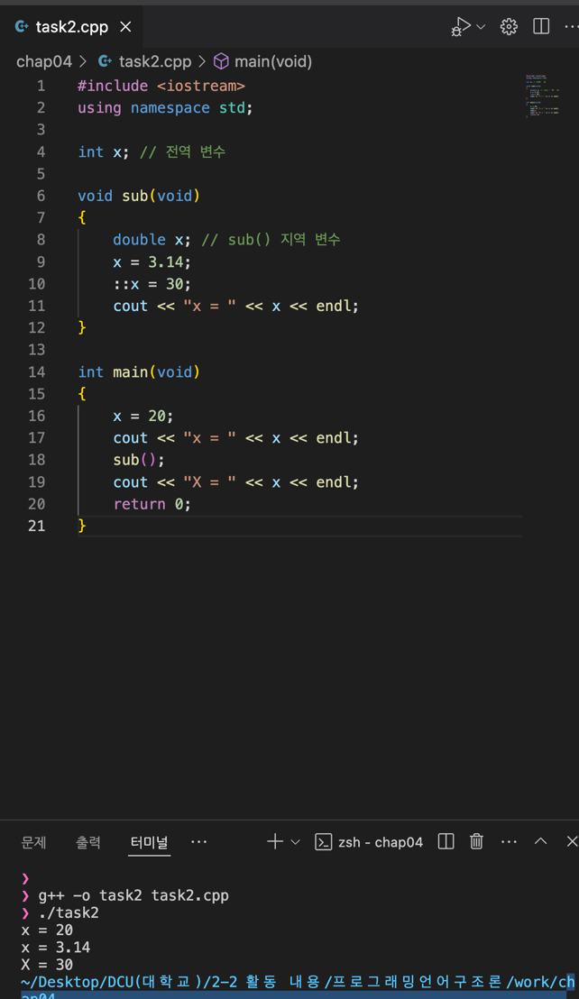 task2.cpp
chap04 > task2.cpp > main(void)
1 #include <iostream>
2 using namespace std;
3
4 int x; // 전역 변수
5
6 void sub(void)
7 {
8 double x; // sub() 지역 변수
9 x = 3.14;
10 ::x = 30;
11 cout << "x = " << x << endl;
12 }
13
14 int main(void)
15 {
16 x = 20;
17 cout << "x = " << x << endl;
18 sub();
19 cout << "X = " << x << endl;
20 return 0;
21 }
문제 출력 터미널 ··· zsh - chap04 ···
❯
❯ g++ -o task2 task2.cpp
❯ ./task2
x = 20
x = 3.14
X = 30
~/Desktop/DCU(대학교)/2-2 활동 내용/프로그래밍언어구조론/work/ch
ap04